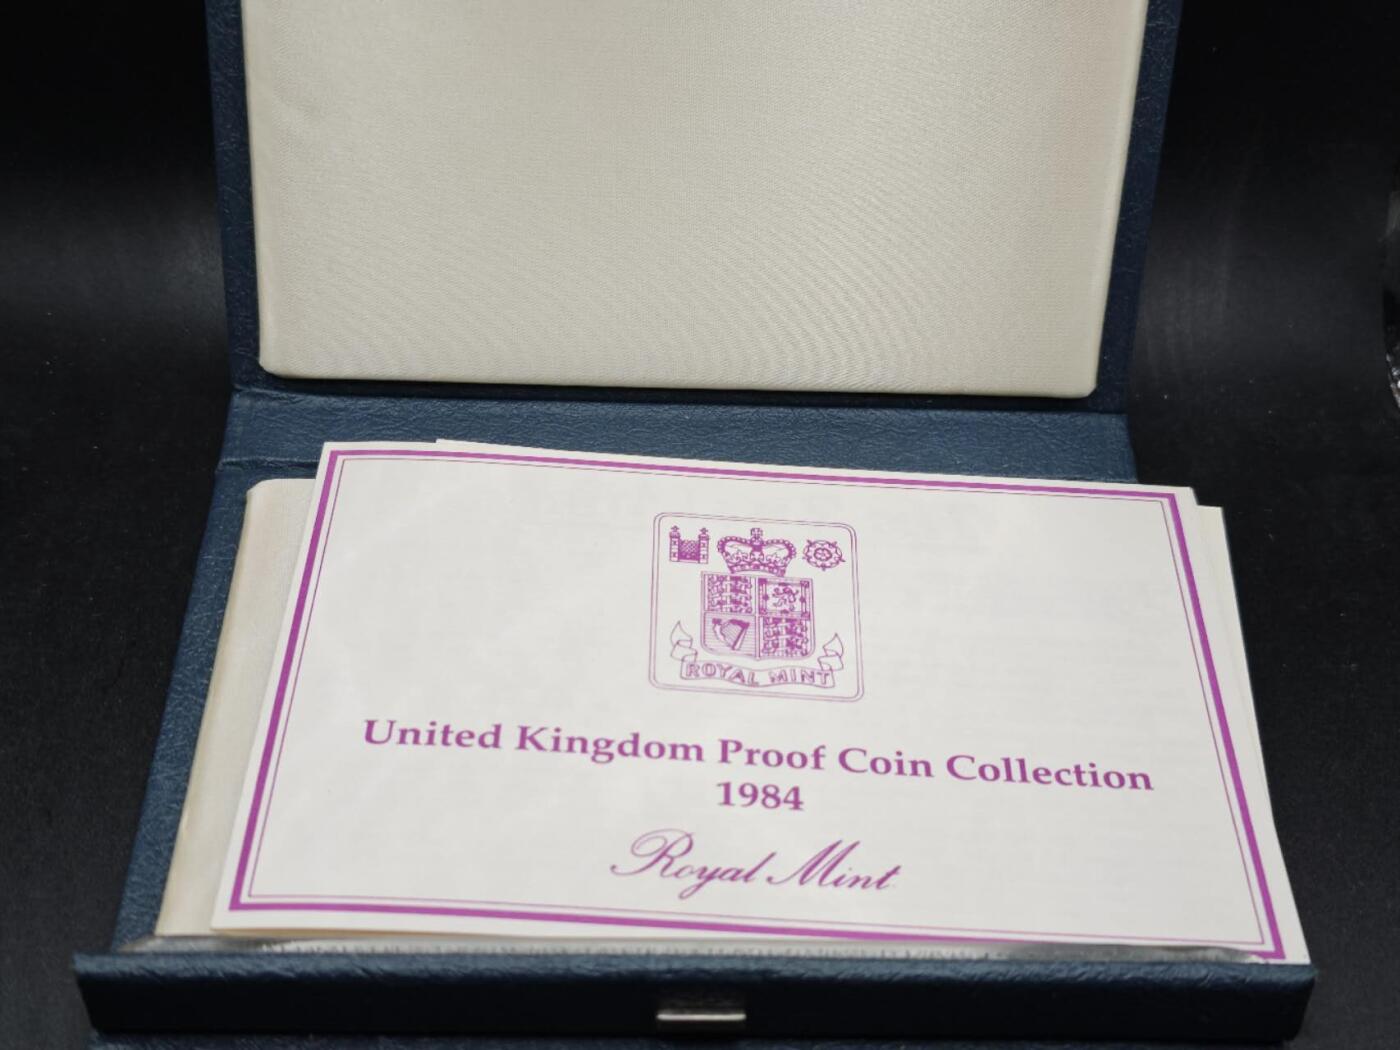 ROYAL MINT
United Kingdom Proof Coin Collection
1984
Royal Mint